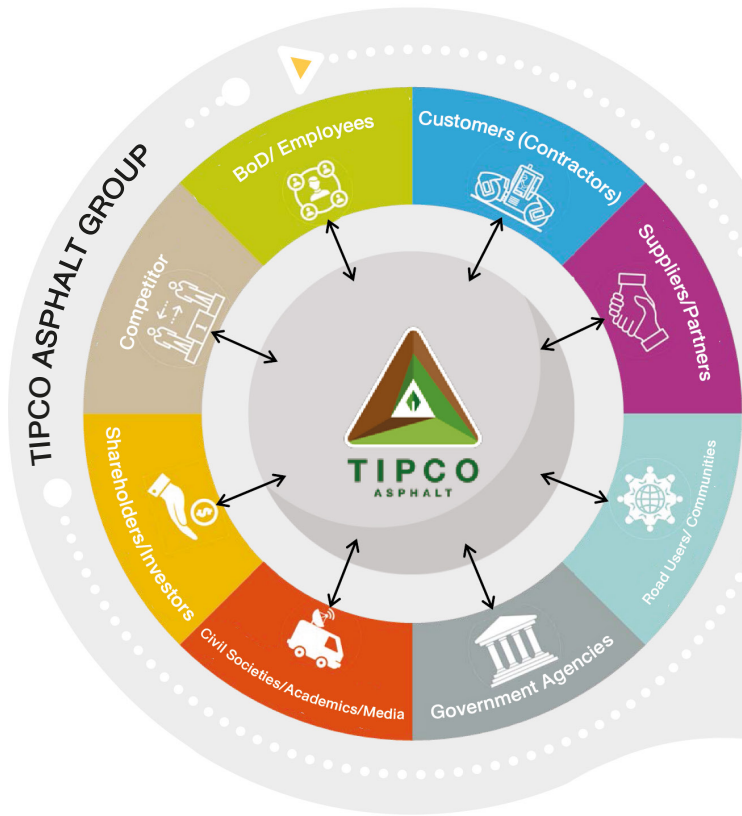 TIPCO ASPHALT GROUP
BoD/ Employees
Customers (Contractors)
Suppliers/Partners
Road Users/ Communities
Government Agencies
Civil Societies/Academics/Media
Shareholders/Investors
Competitor
1
TIPCO
ASPHALT